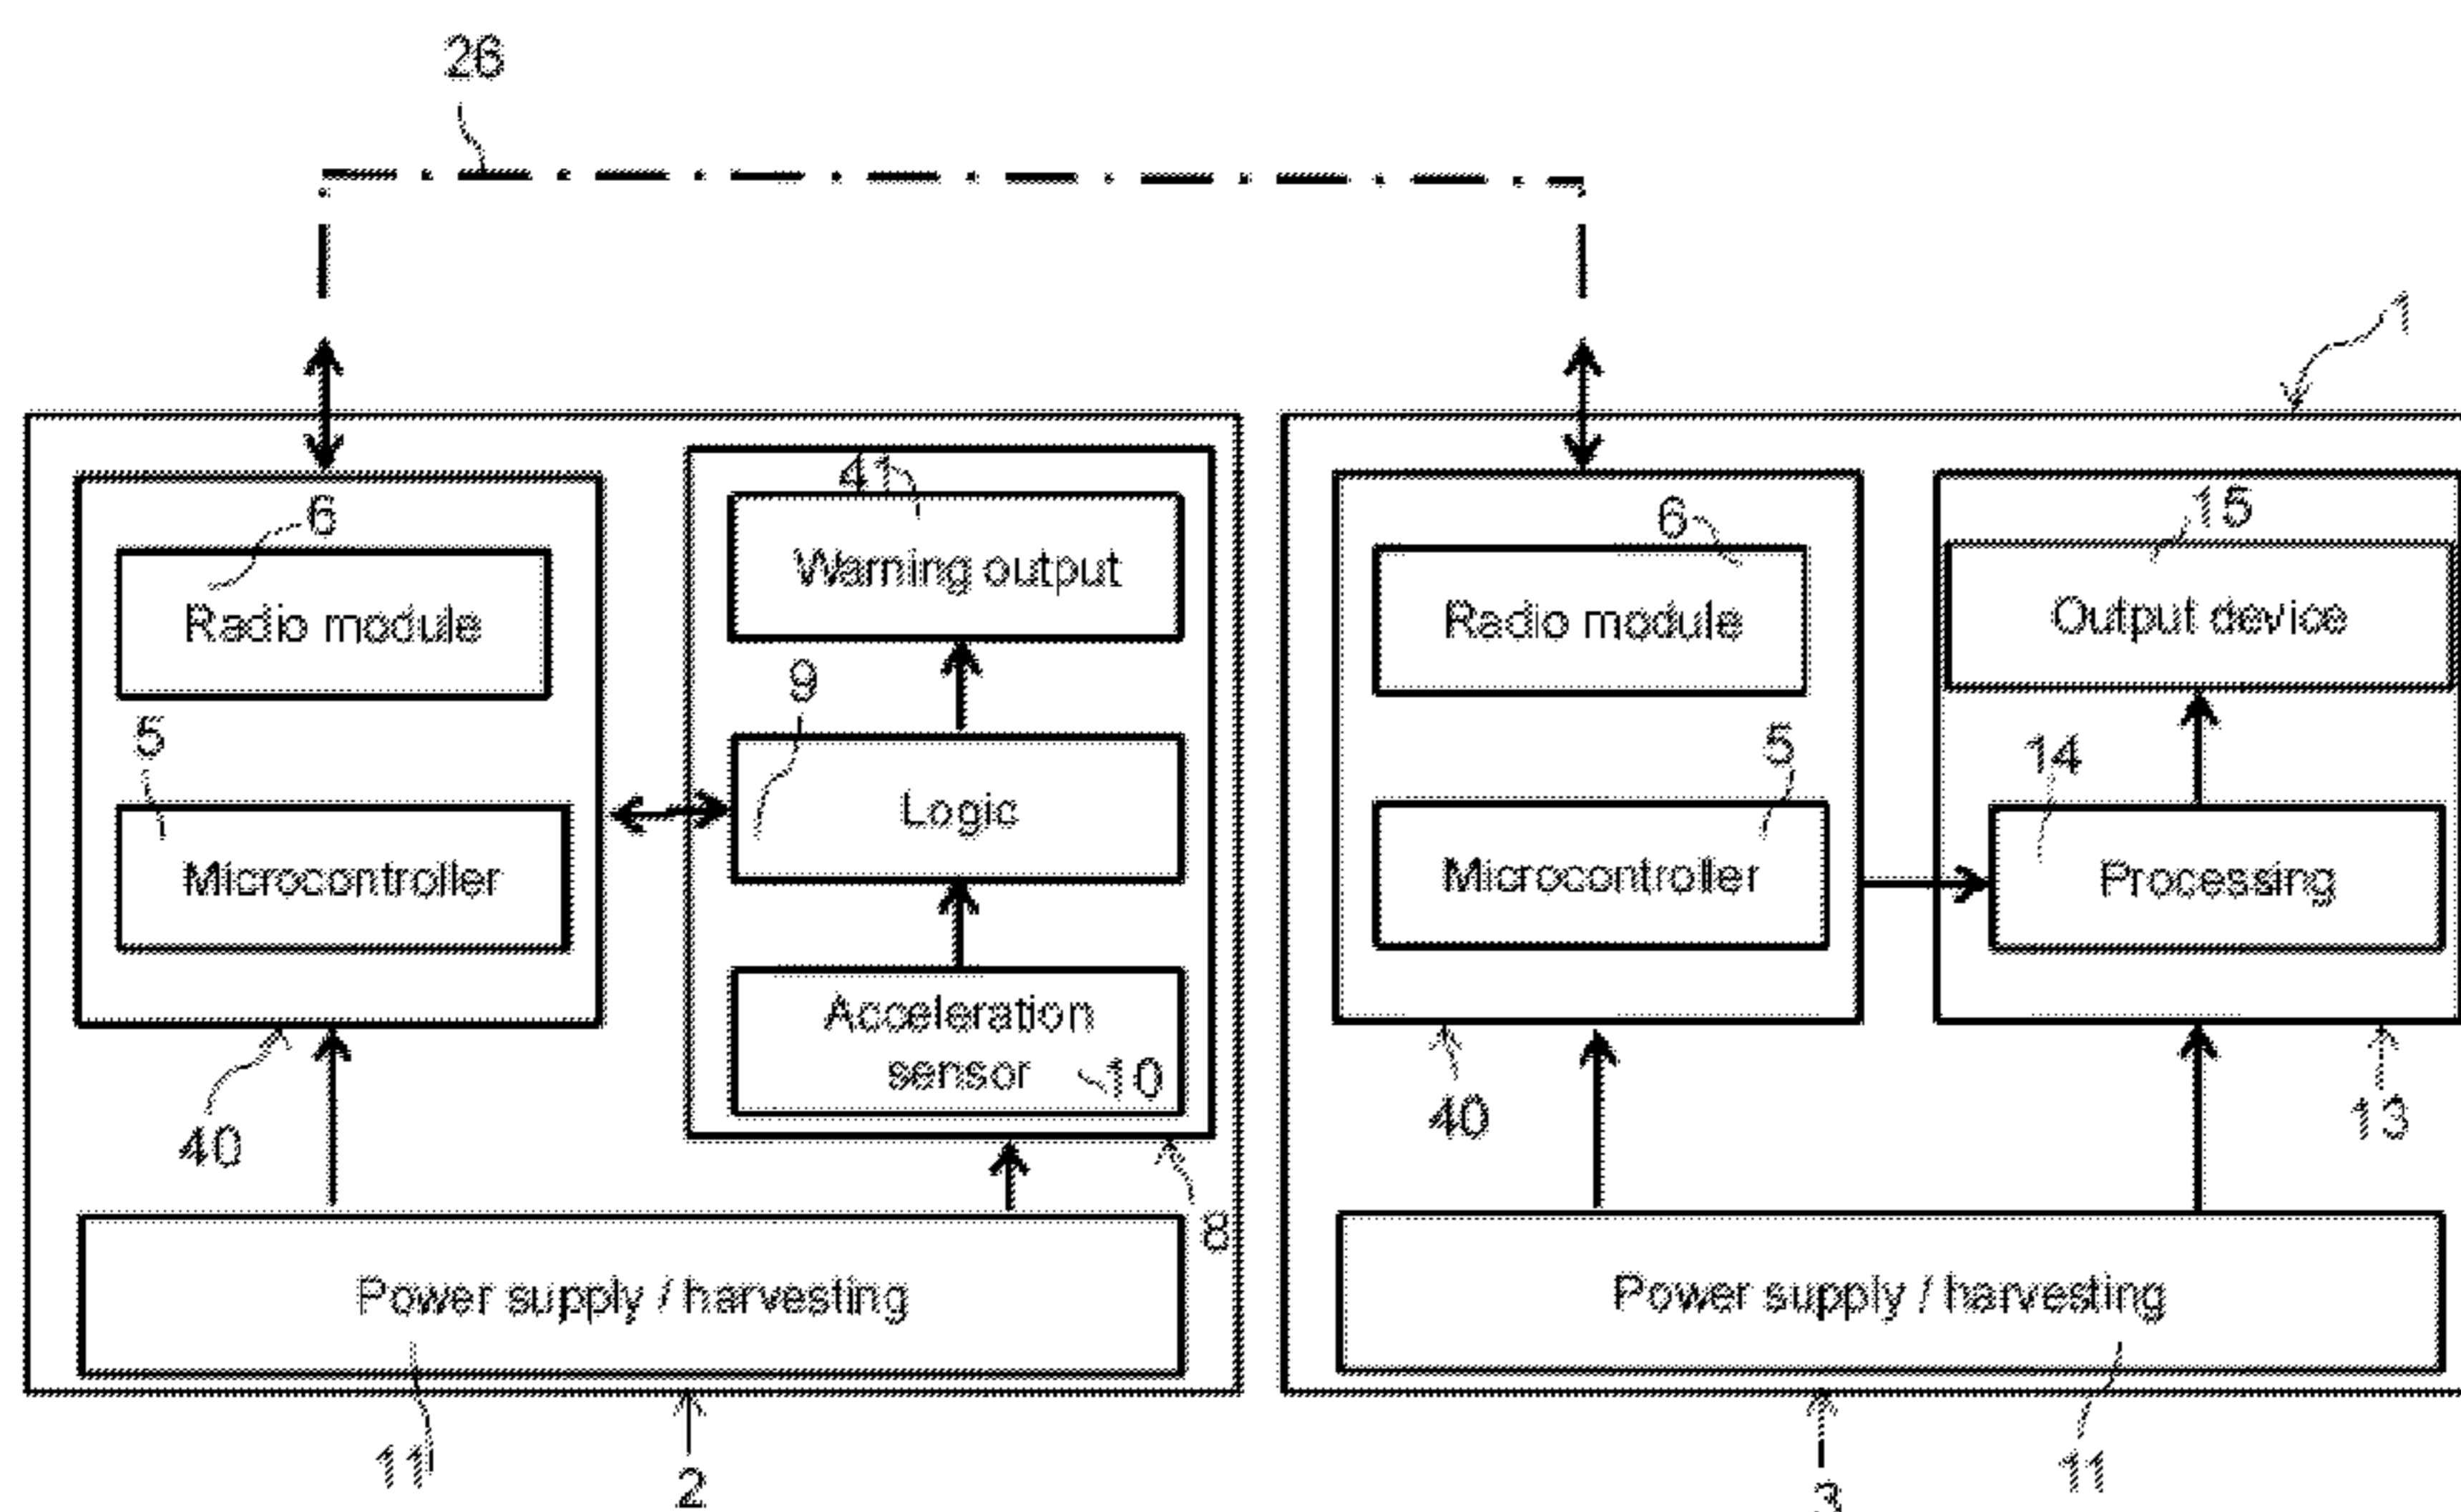 26
1
41
6
6
15
Warning output
Radio module
Radio module
Output device
9
5
5
14
Logic
Microcontroller
Microcontroller
Processing
Acceleration
sensor
10
40
40
13
8
Power supply / harvesting
Power supply / harvesting
11
2
3
11